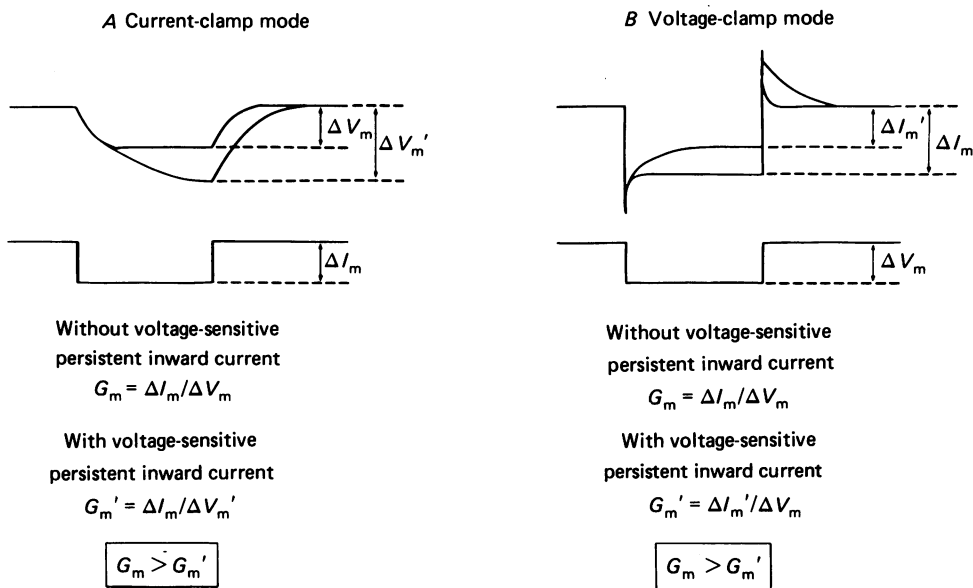 A Current-clamp mode
ΔVm
ΔVm′
ΔIm
Without voltage-sensitive
persistent inward current
Gm = ΔIm/ΔVm
With voltage-sensitive
persistent inward current
Gm′ = ΔIm/ΔVm′
Gm > Gm′
B Voltage-clamp mode
ΔIm′
ΔIm
ΔVm
Without voltage-sensitive
persistent inward current
Gm = ΔIm/ΔVm
With voltage-sensitive
persistent inward current
Gm′ = ΔIm′/ΔVm
Gm > Gm′